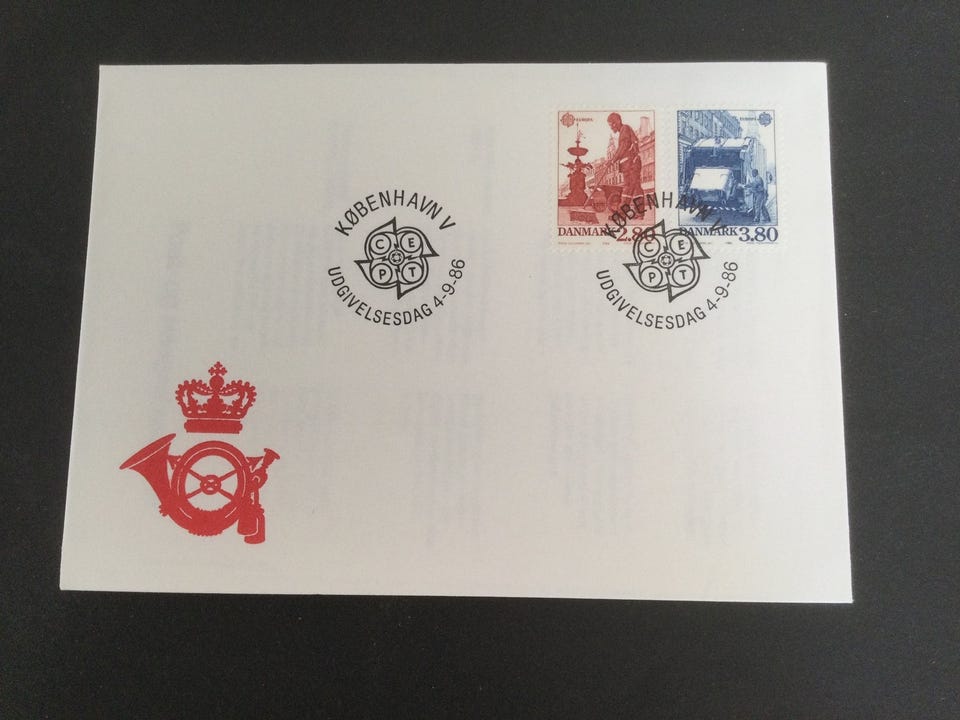 EUROPA
DANMARK 2.80
EUROPA
DANMARK 3.80
KØBENHAVN V
C E
P T
UDGIVELSESDAG 4-9-86
KØBENHAVN V
C E
P T
UDGIVELSESDAG 4-9-86